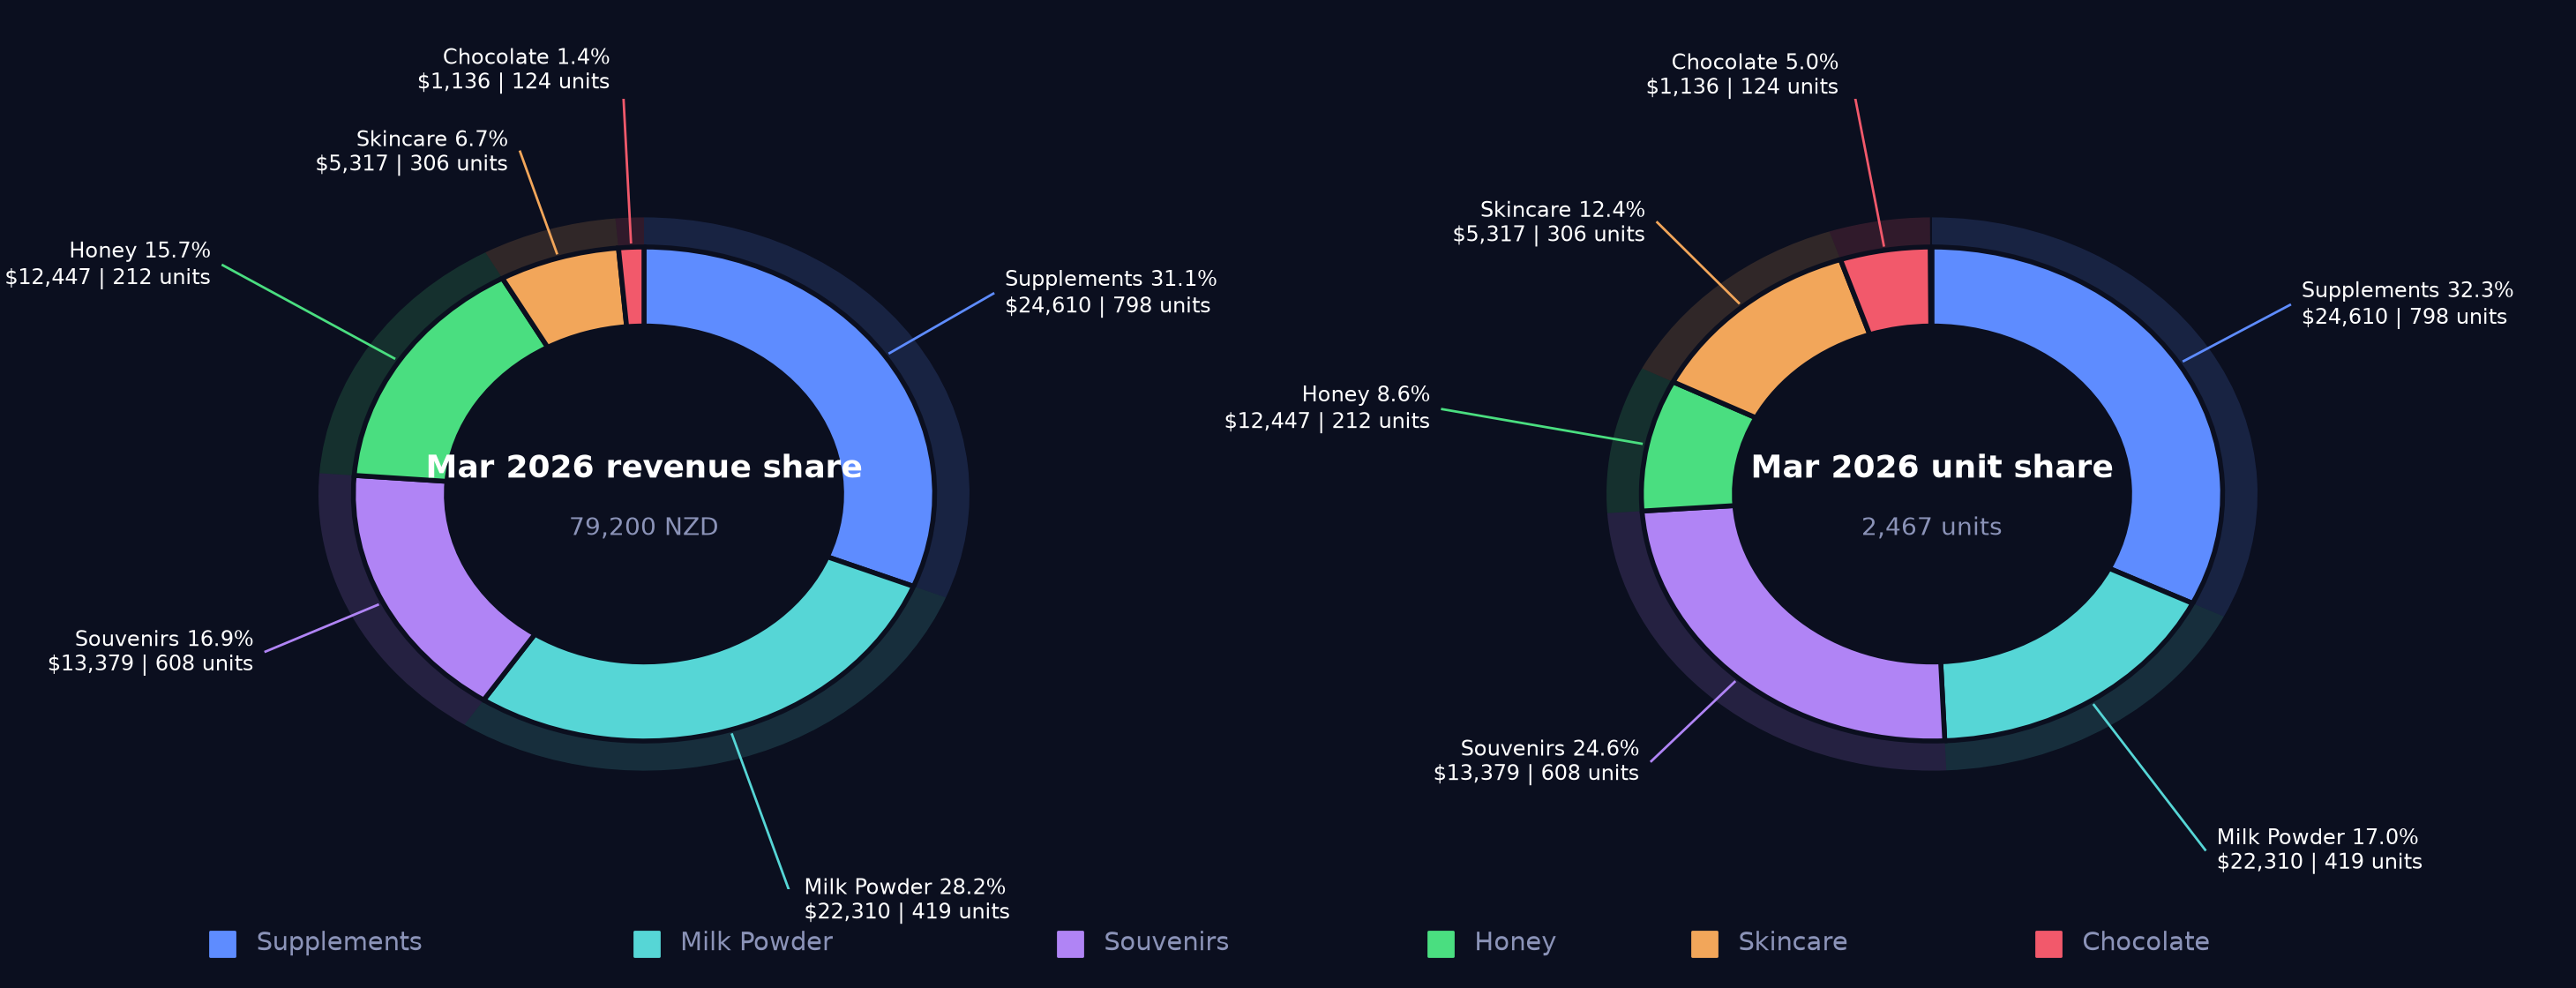 Chocolate 1.4%
$1,136 | 124 units
Skincare 6.7%
$5,317 | 306 units
Honey 15.7%
$12,447 | 212 units
Supplements 31.1%
$24,610 | 798 units
Mar 2026 revenue share
79,200 NZD
Souvenirs 16.9%
$13,379 | 608 units
Milk Powder 28.2%
$22,310 | 419 units
Chocolate 5.0%
$1,136 | 124 units
Skincare 12.4%
$5,317 | 306 units
Supplements 32.3%
$24,610 | 798 units
Honey 8.6%
$12,447 | 212 units
Mar 2026 unit share
2,467 units
Souvenirs 24.6%
$13,379 | 608 units
Milk Powder 17.0%
$22,310 | 419 units
Supplements
Milk Powder
Souvenirs
Honey
Skincare
Chocolate